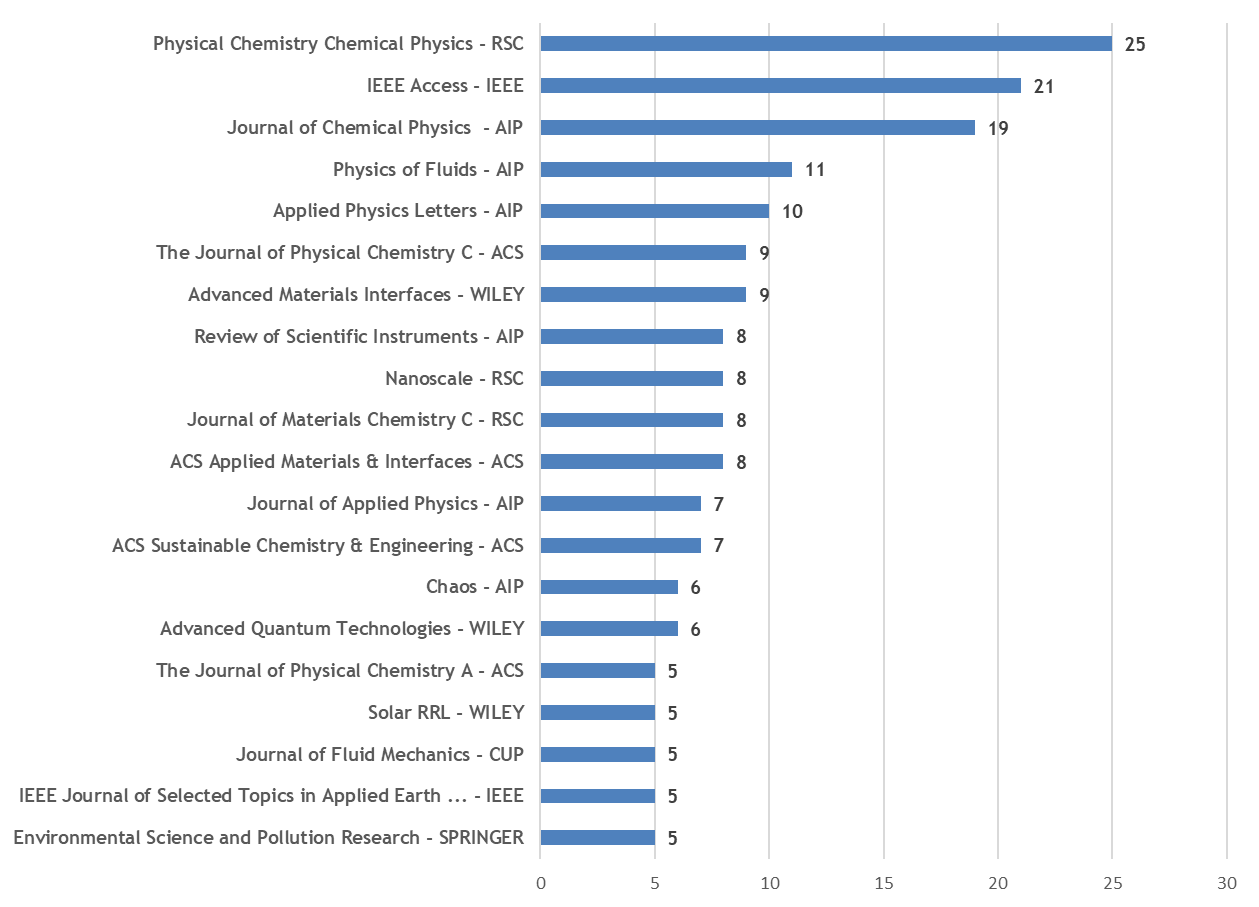 Physical Chemistry Chemical Physics - RSC 25
IEEE Access - IEEE 21
Journal of Chemical Physics - AIP 19
Physics of Fluids - AIP 11
Applied Physics Letters - AIP 10
The Journal of Physical Chemistry C - ACS 9
Advanced Materials Interfaces - WILEY 9
Review of Scientific Instruments - AIP 8
Nanoscale - RSC 8
Journal of Materials Chemistry C - RSC 8
ACS Applied Materials & Interfaces - ACS 8
Journal of Applied Physics - AIP 7
ACS Sustainable Chemistry & Engineering - ACS 7
Chaos - AIP 6
Advanced Quantum Technologies - WILEY 6
The Journal of Physical Chemistry A - ACS 5
Solar RRL - WILEY 5
Journal of Fluid Mechanics - CUP 5
IEEE Journal of Selected Topics in Applied Earth ... - IEEE 5
Environmental Science and Pollution Research - SPRINGER 5
0 5 10 15 20 25 30